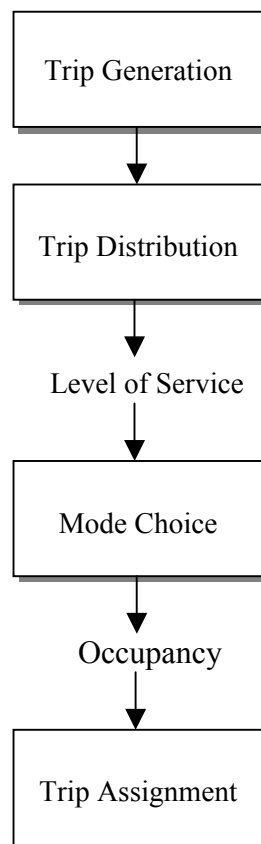 Trip Generation
Trip Distribution
Level of Service
Mode Choice
Occupancy
Trip Assignment